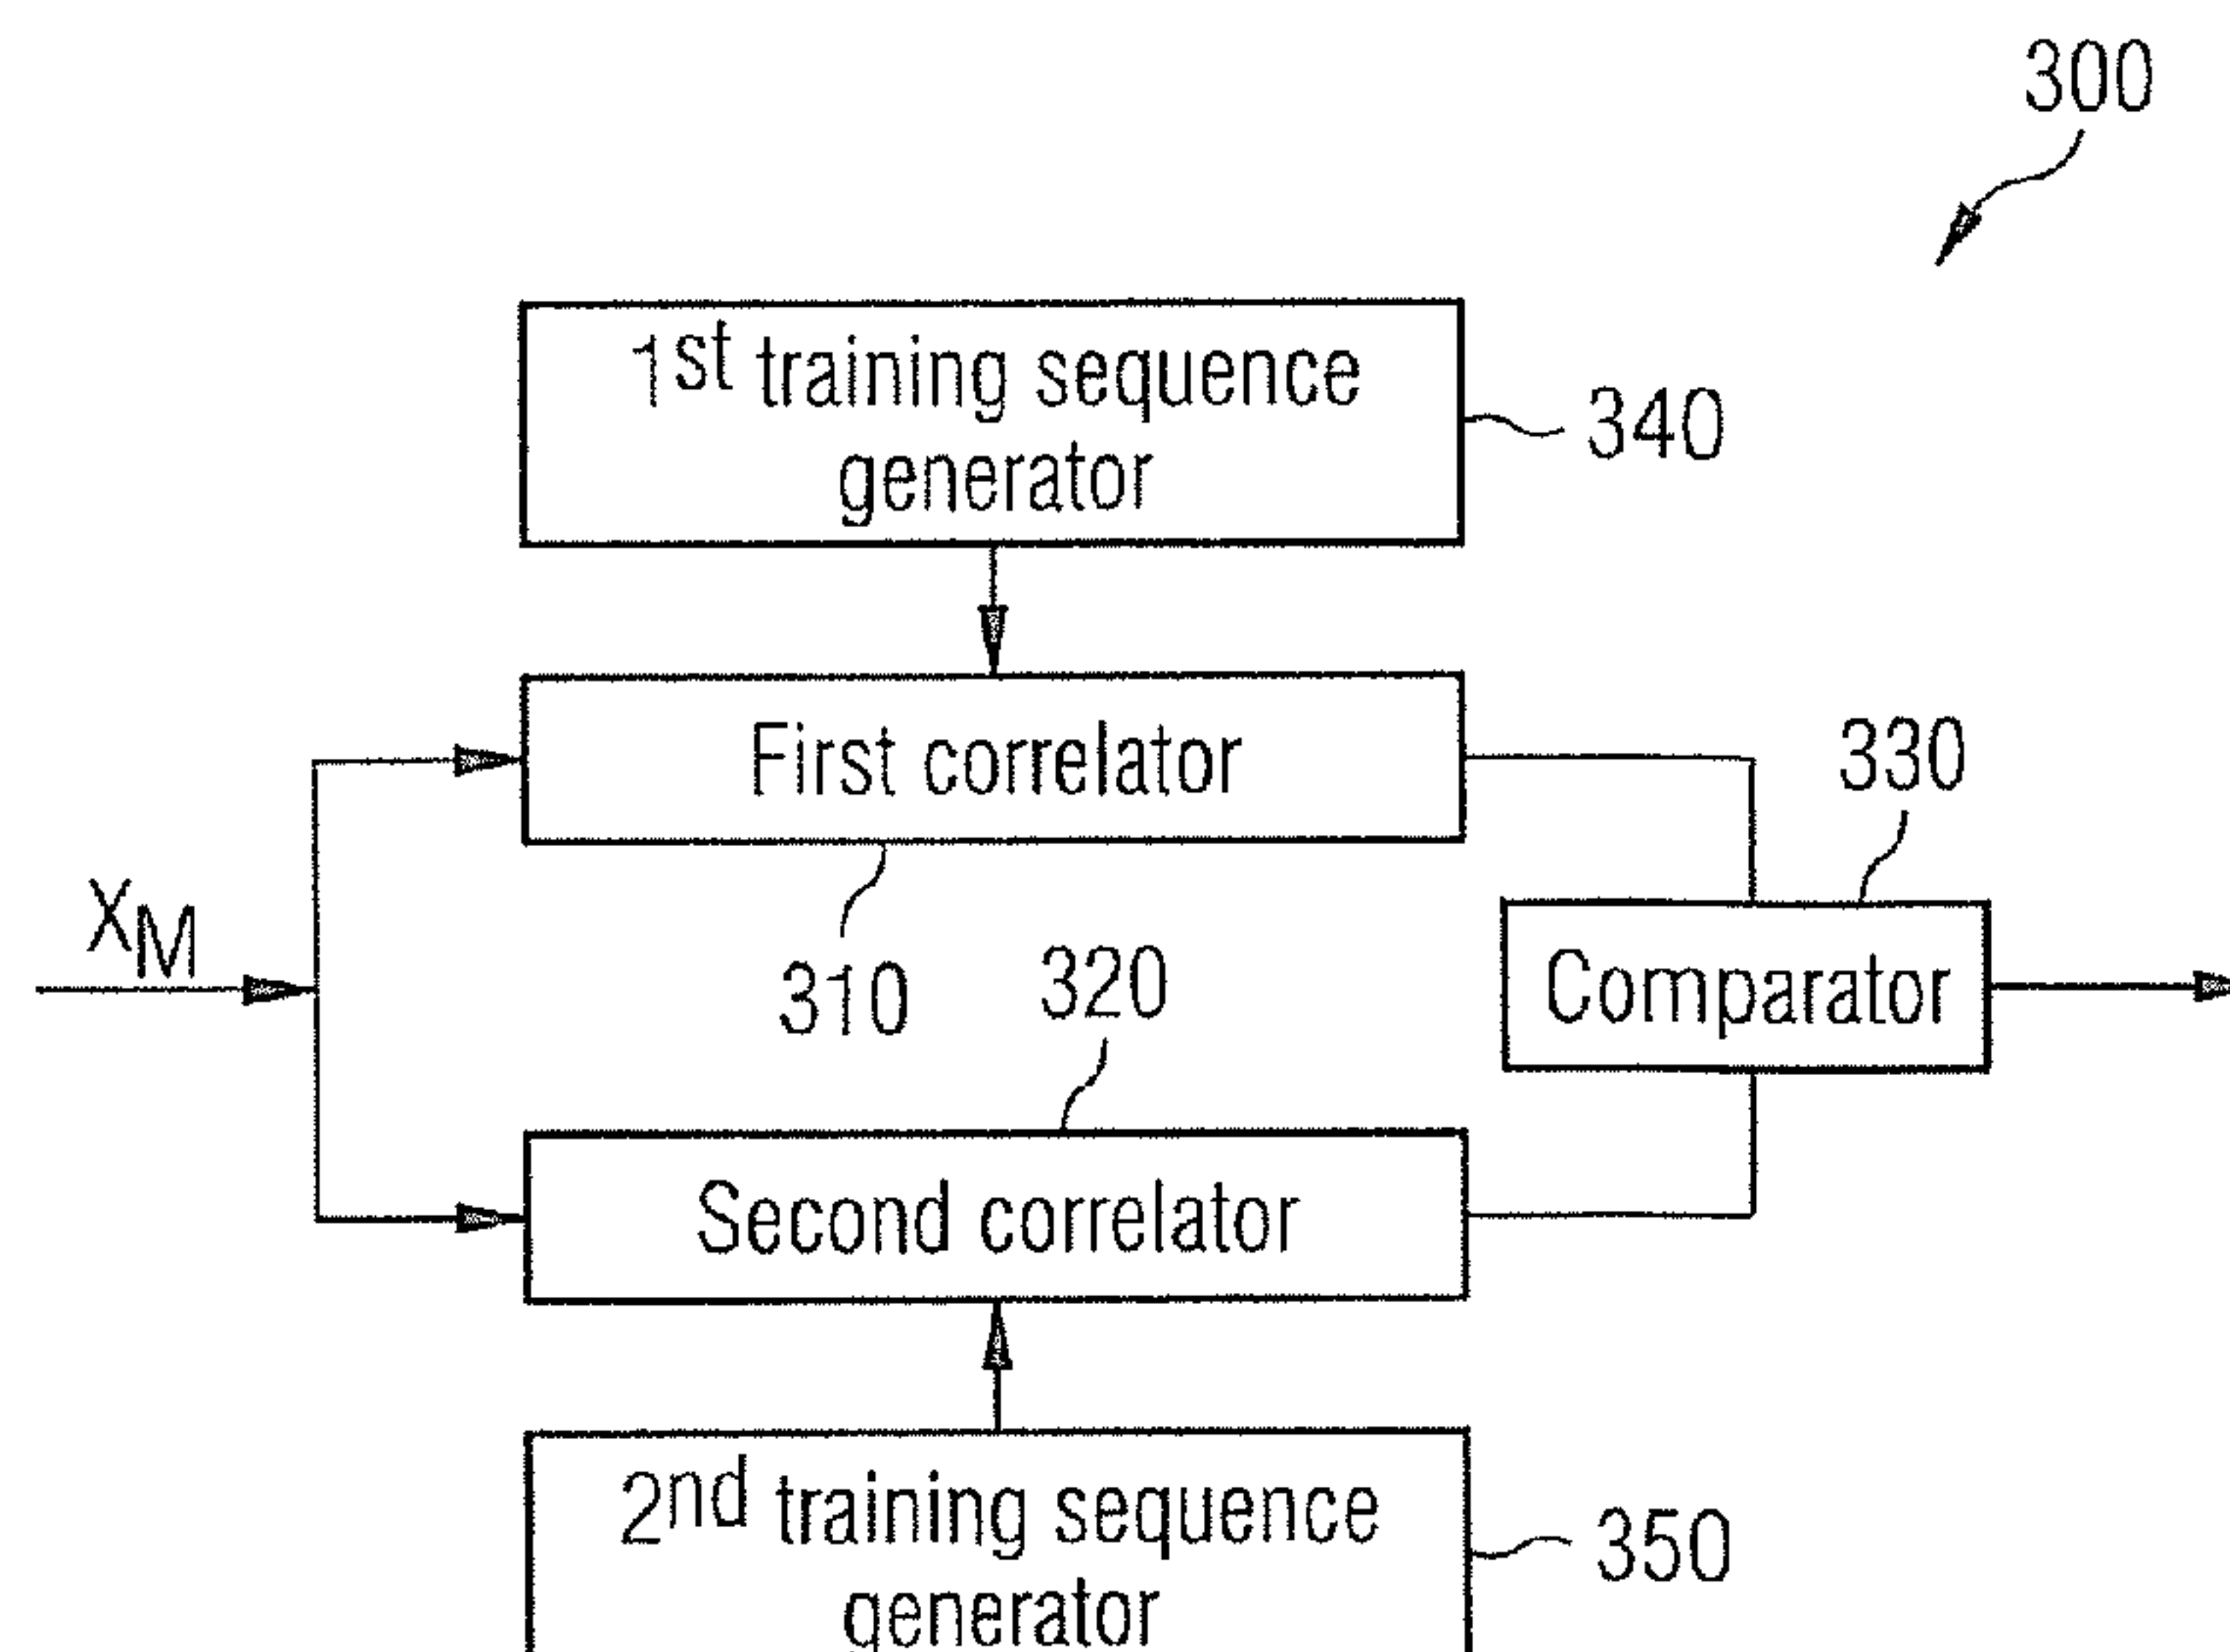 300
1st training sequence
generator
340
First correlator
330
XM
310
320
Comparator
Second correlator
2nd training sequence
generator
350